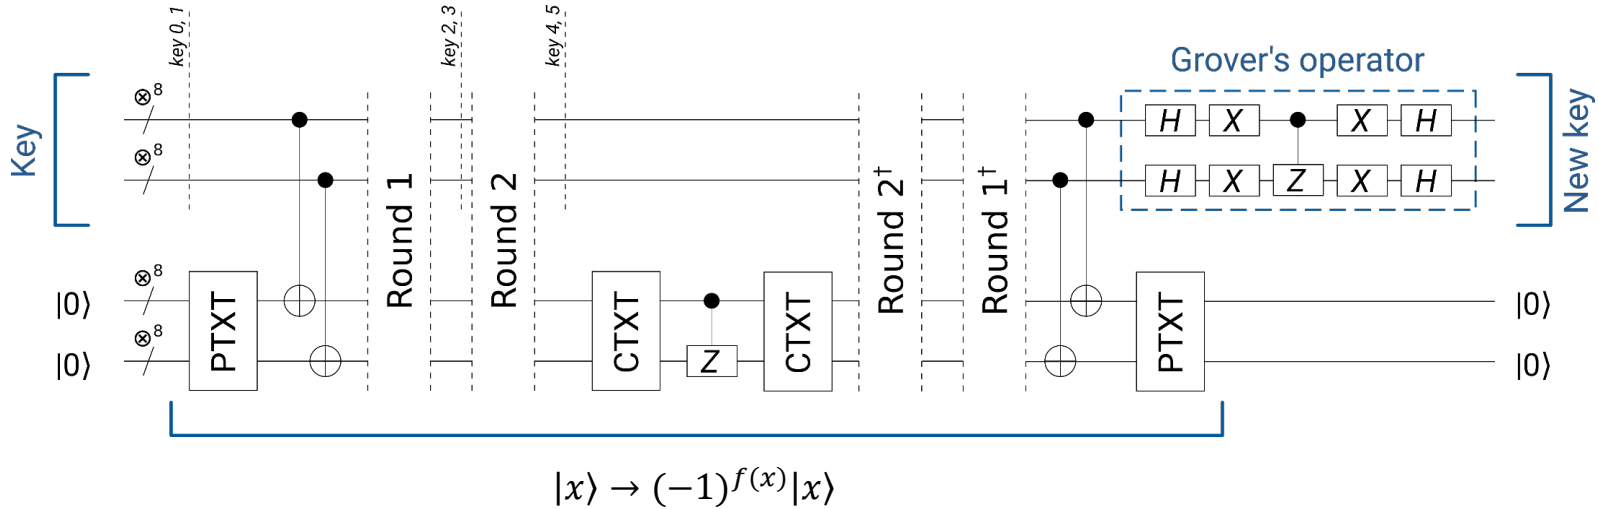 key 0, 1
key 2, 3
key 4, 5
Grover's operator
Key
New key
⊗8
⊗8
⊗8
⊗8
H X X H
H X Z X H
Round 1
Round 2
Round 2†
Round 1†
|0⟩
|0⟩
PTXT
CTXT
Z
CTXT
PTXT
|0⟩
|0⟩
|x⟩ → (−1)^{f(x)}|x⟩